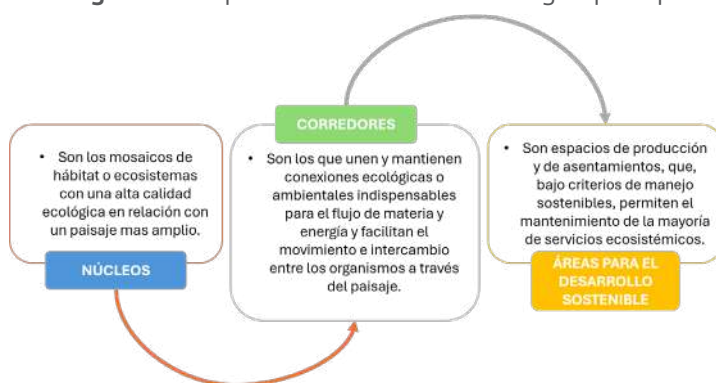 • Son los mosaicos de
hábitat o ecosistemas
con una alta calidad
ecológica en relación con
un paisaje mas amplio.
NÚCLEOS
CORREDORES
• Son los que unen y mantienen
conexiones ecológicas o
ambientales indispensables
para el flujo de materia y
energía y facilitan el
movimiento e intercambio
entre los organismos a través
del paisaje.
• Son espacios de producción
y de asentamientos, que,
bajo criterios de manejo
sostenibles, permiten el
mantenimiento de la mayoría
de servicios ecosistémicos.
ÁREAS PARA EL
DESARROLLO
SOSTENIBLE